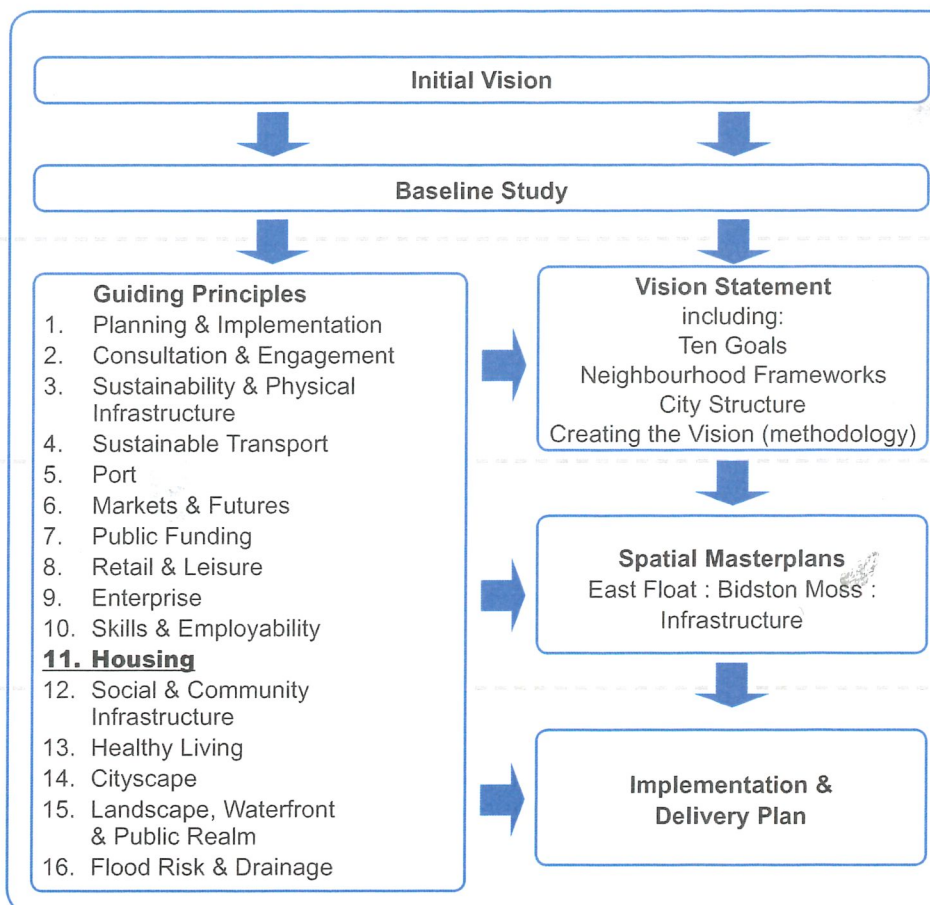 Initial Vision
Baseline Study
Guiding Principles
1. Planning & Implementation
2. Consultation & Engagement
3. Sustainability & Physical
Infrastructure
4. Sustainable Transport
5. Port
6. Markets & Futures
7. Public Funding
8. Retail & Leisure
9. Enterprise
10. Skills & Employability
11. Housing
12. Social & Community
Infrastructure
13. Healthy Living
14. Cityscape
15. Landscape, Waterfront
& Public Realm
16. Flood Risk & Drainage
Vision Statement
including:
Ten Goals
Neighbourhood Frameworks
City Structure
Creating the Vision (methodology)
Spatial Masterplans
East Float : Bidston Moss :
Infrastructure
Implementation &
Delivery Plan